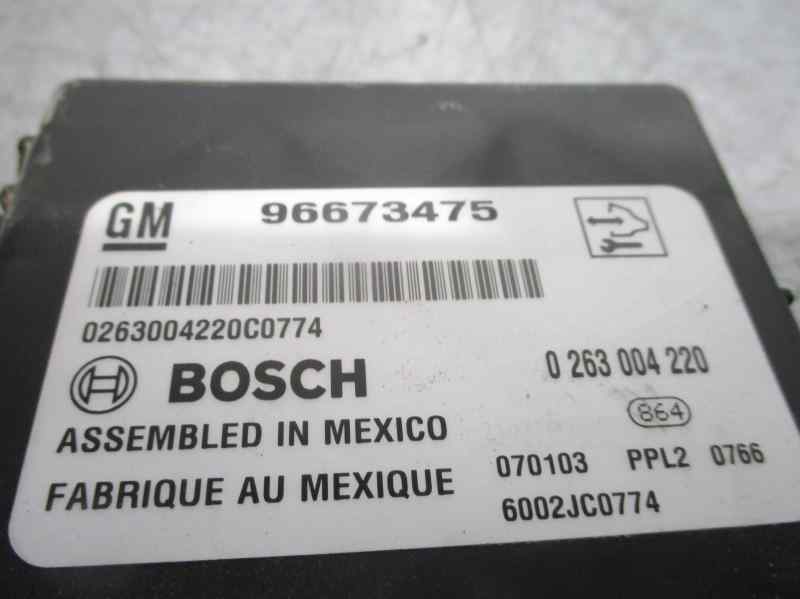 GM 96673475
0263004220C0774
BOSCH 0 263 004 220
864
ASSEMBLED IN MEXICO
070103 PPL2 0766
FABRIQUE AU MEXIQUE
6002JC0774